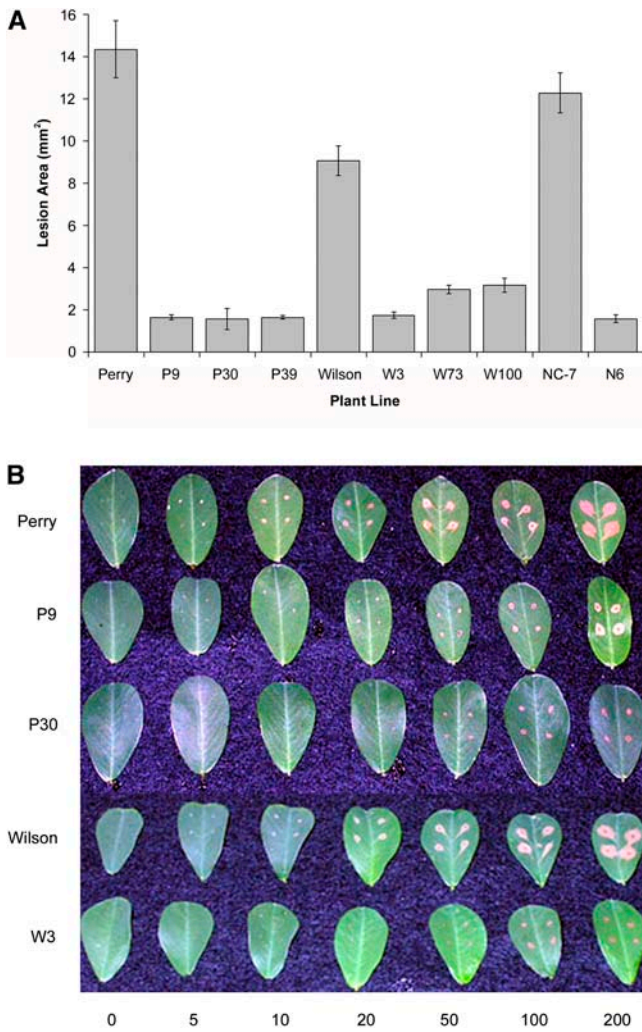 A
16
14
12
10
8
6
4
2
0
Lesion Area (mm²)
Perry P9 P30 P39 Wilson W3 W73 W100 NC-7 N6
Plant Line
B
Perry
P9
P30
Wilson
W3
0 5 10 20 50 100 200